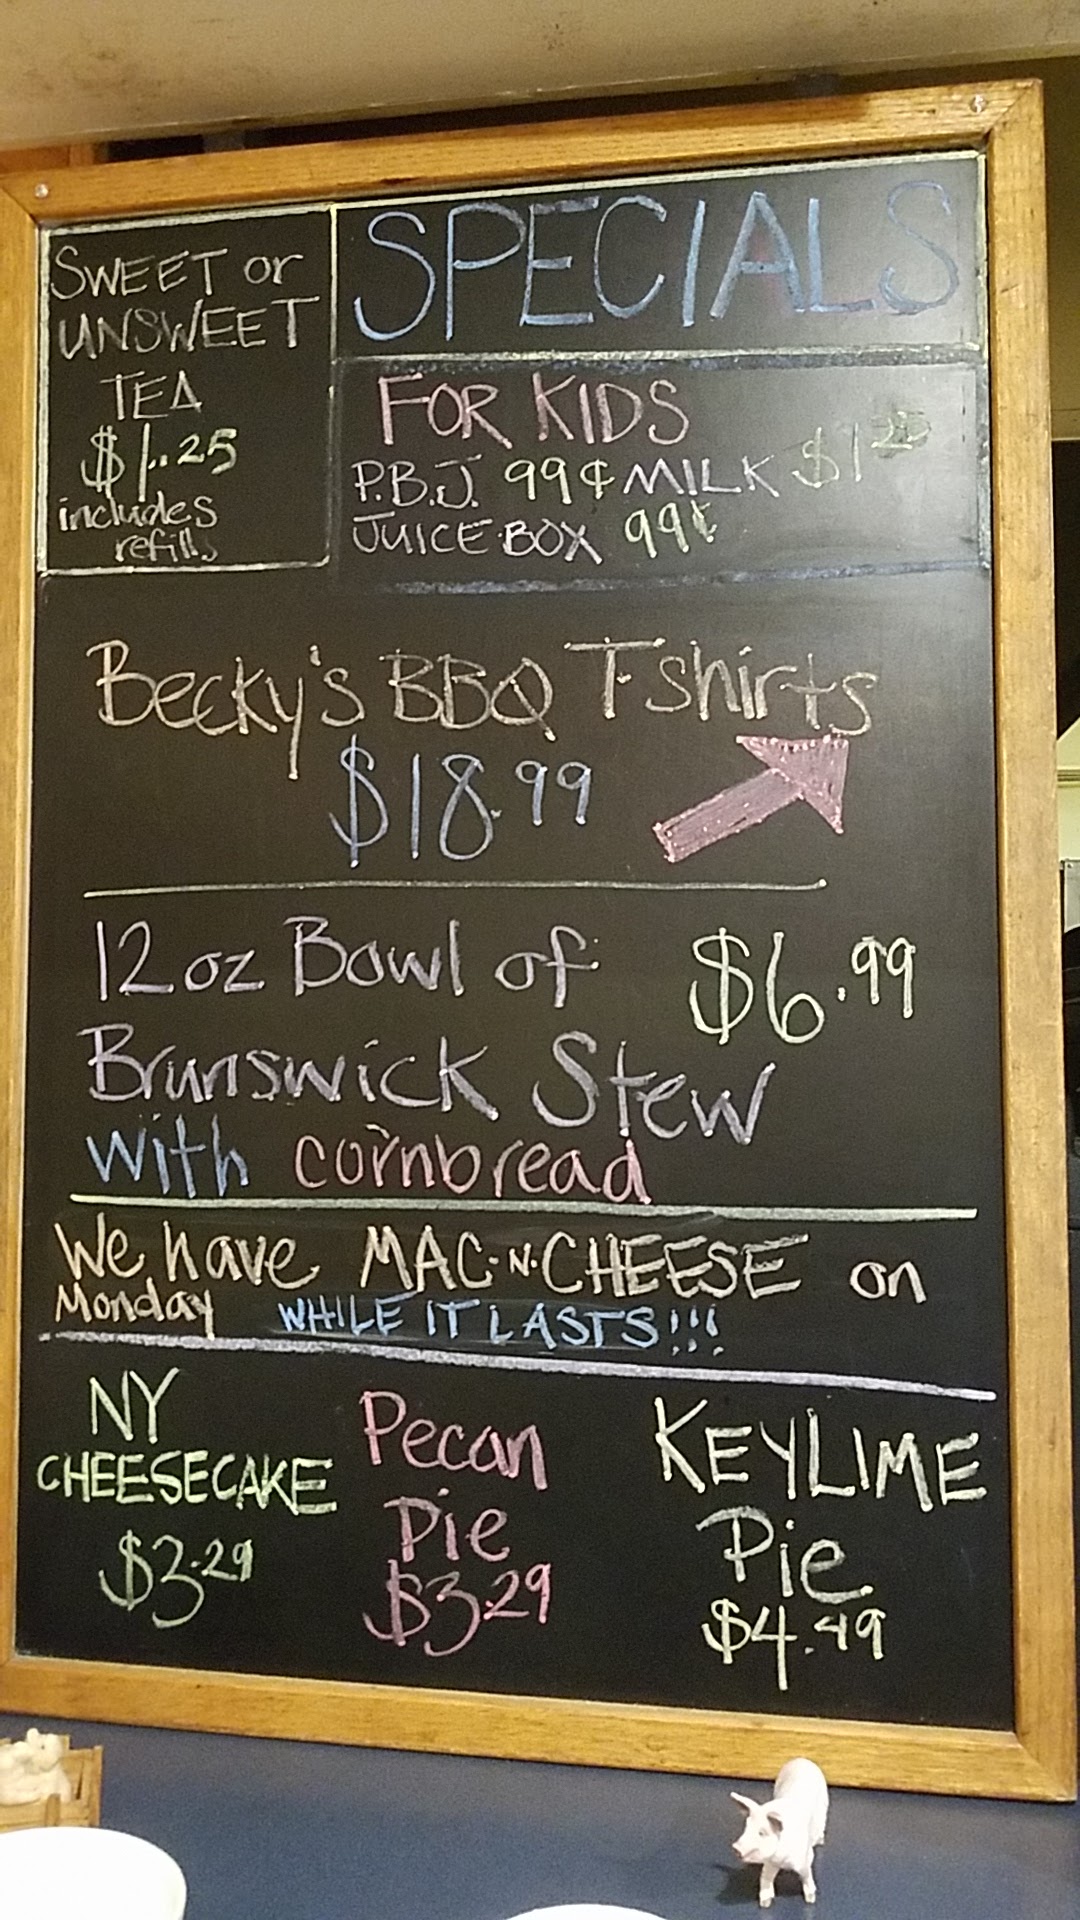 SPECIALS
SWEET or
UNSWEET
TEA
$1.25
includes
refills
FOR KIDS
P.B.J. 99¢ MILK $1.25
JUICE BOX 99¢
Becky's BBQ T-shirts
$18.99
12 oz Bowl of $6.99
Brunswick Stew
with cornbread
We have MAC-N-CHEESE on
Monday WHILE IT LASTS!!!
NY
CHEESECAKE
$3.29
Pecan
Pie
$3.29
KEYLIME
Pie
$4.49